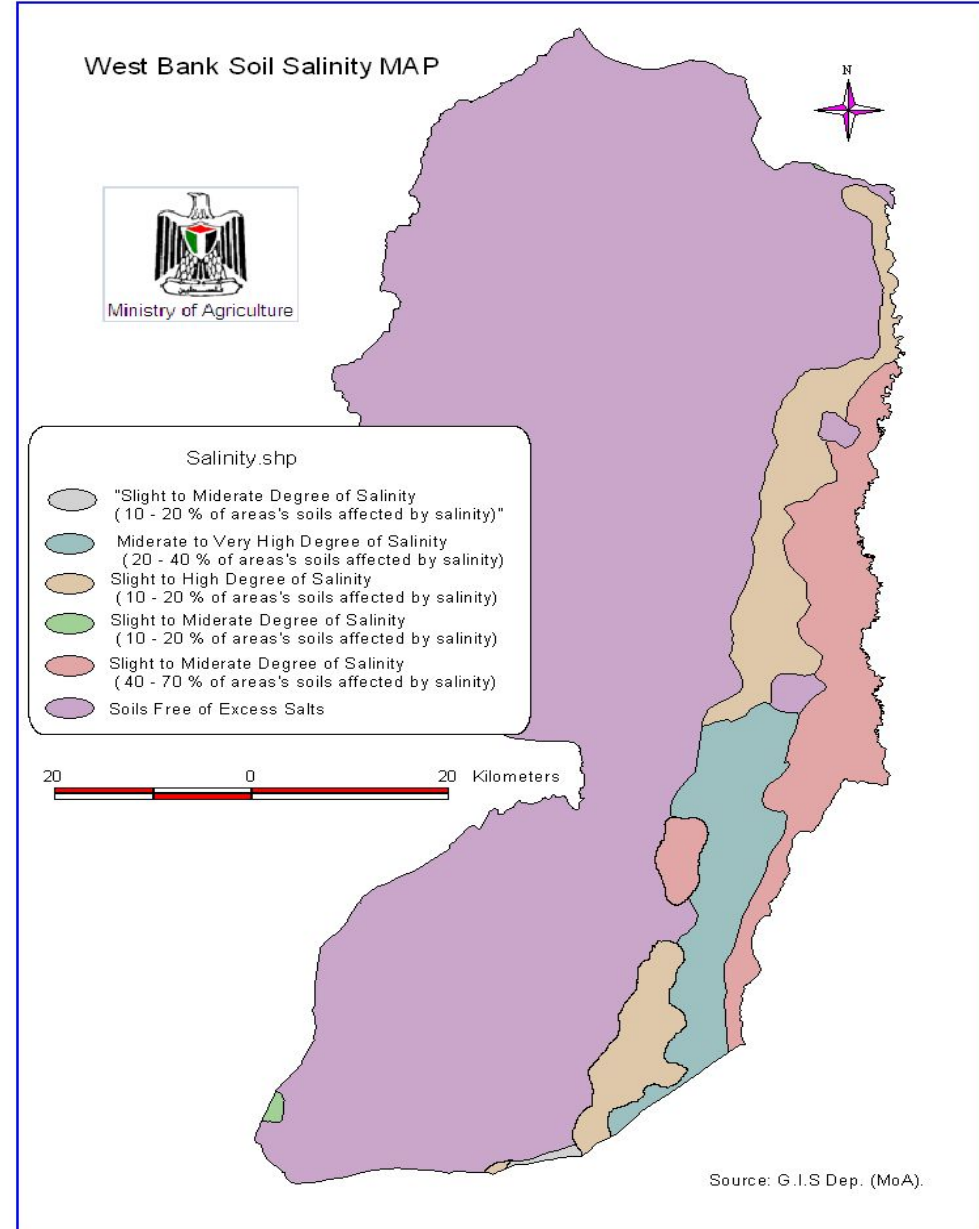 West Bank Soil Salinity MAP
N
Ministry of Agriculture
Salinity.shp
"Slight to Miderate Degree of Salinity
(10 - 20 % of areas's soils affected by salinity)"
Miderate to Very High Degree of Salinity
(20 - 40 % of areas's soils affected by salinity)
Slight to High Degree of Salinity
(10 - 20 % of areas's soils affected by salinity)
Slight to Miderate Degree of Salinity
(10 - 20 % of areas's soils affected by salinity)
Slight to Miderate Degree of Salinity
(40 - 70 % of areas's soils affected by salinity)
Soils Free of Excess Salts
20 0 20 Kilometers
Source: G.I.S Dep. (MoA).